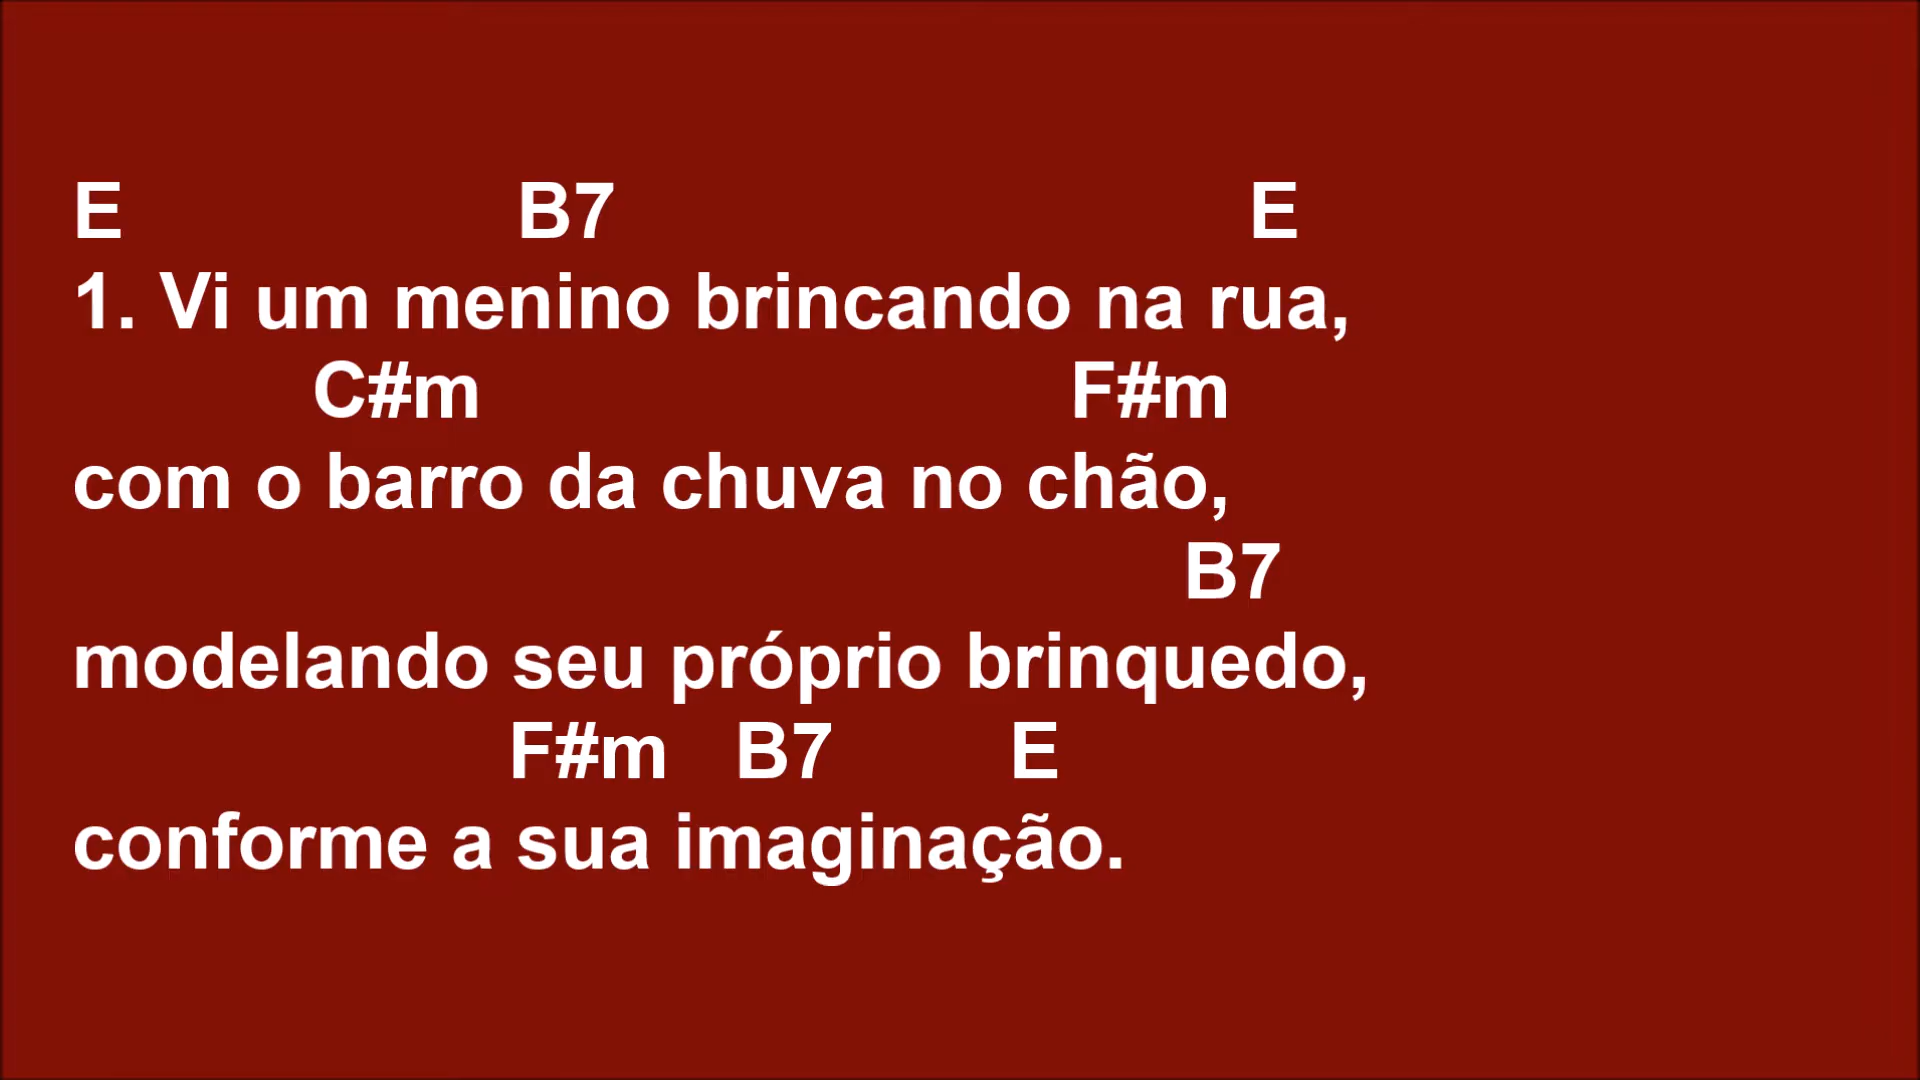 E B7 E
1. Vi um menino brincando na rua,
C#m F#m
com o barro da chuva no chão,
B7
modelando seu próprio brinquedo,
F#m B7 E
conforme a sua imaginação.